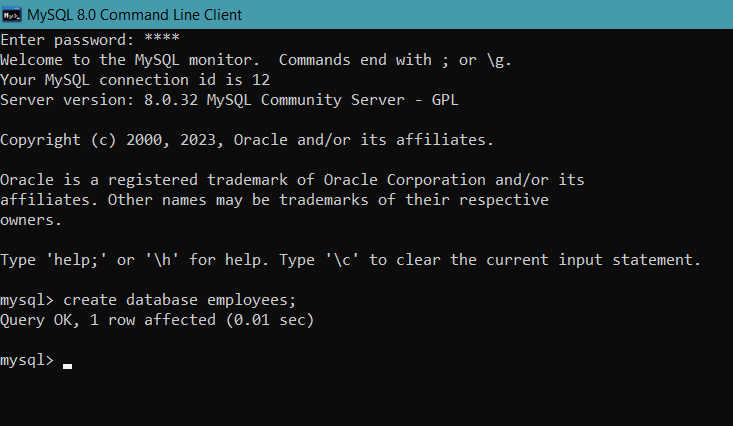 MySQL 8.0 Command Line Client
Enter password: ****
Welcome to the MySQL monitor.  Commands end with ; or \g.
Your MySQL connection id is 12
Server version: 8.0.32 MySQL Community Server - GPL
Copyright (c) 2000, 2023, Oracle and/or its affiliates.
Oracle is a registered trademark of Oracle Corporation and/or its
affiliates. Other names may be trademarks of their respective
owners.
Type 'help;' or '\h' for help. Type '\c' to clear the current input statement.
mysql> create database employees;
Query OK, 1 row affected (0.01 sec)
mysql>